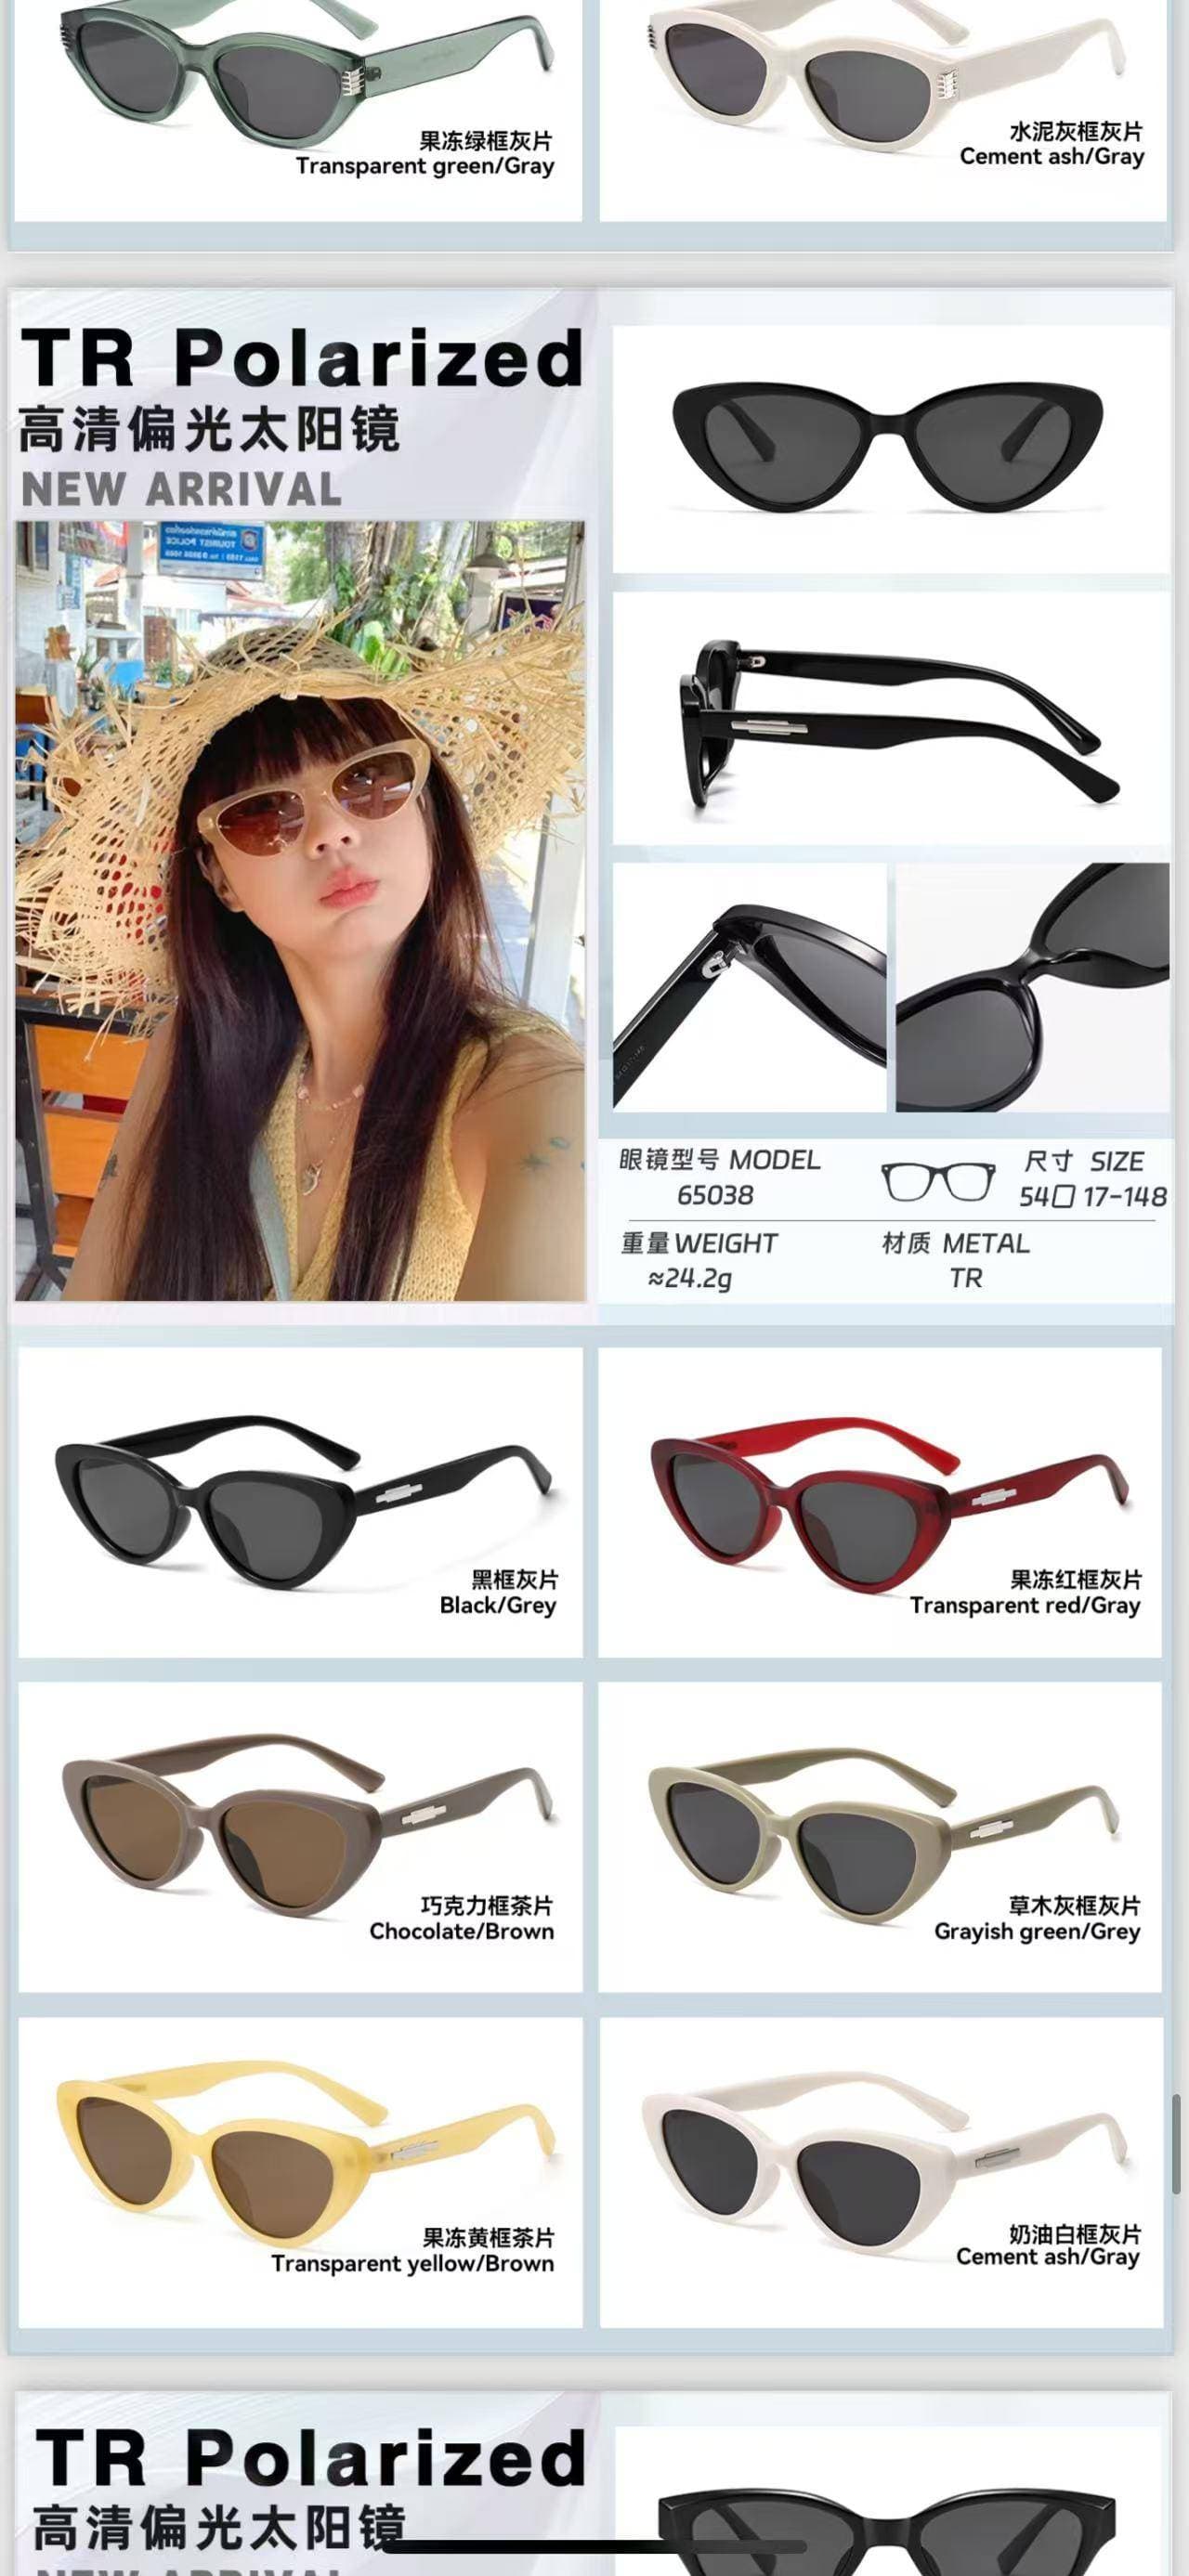 果冻绿框灰片
Transparent green/Gray
水泥灰框灰片
Cement ash/Gray
TR Polarized
高清偏光太阳镜
NEW ARRIVAL
眼镜型号 MODEL
65038
尺寸 SIZE
54□ 17-148
重量 WEIGHT
≈24.2g
材质 METAL
TR
黑框灰片
Black/Grey
果冻红框灰片
Transparent red/Gray
巧克力框茶片
Chocolate/Brown
草木灰框灰片
Grayish green/Grey
果冻黄框茶片
Transparent yellow/Brown
奶油白框灰片
Cement ash/Gray
TR Polarized
高清偏光太阳镜
NEW ARRIVAL